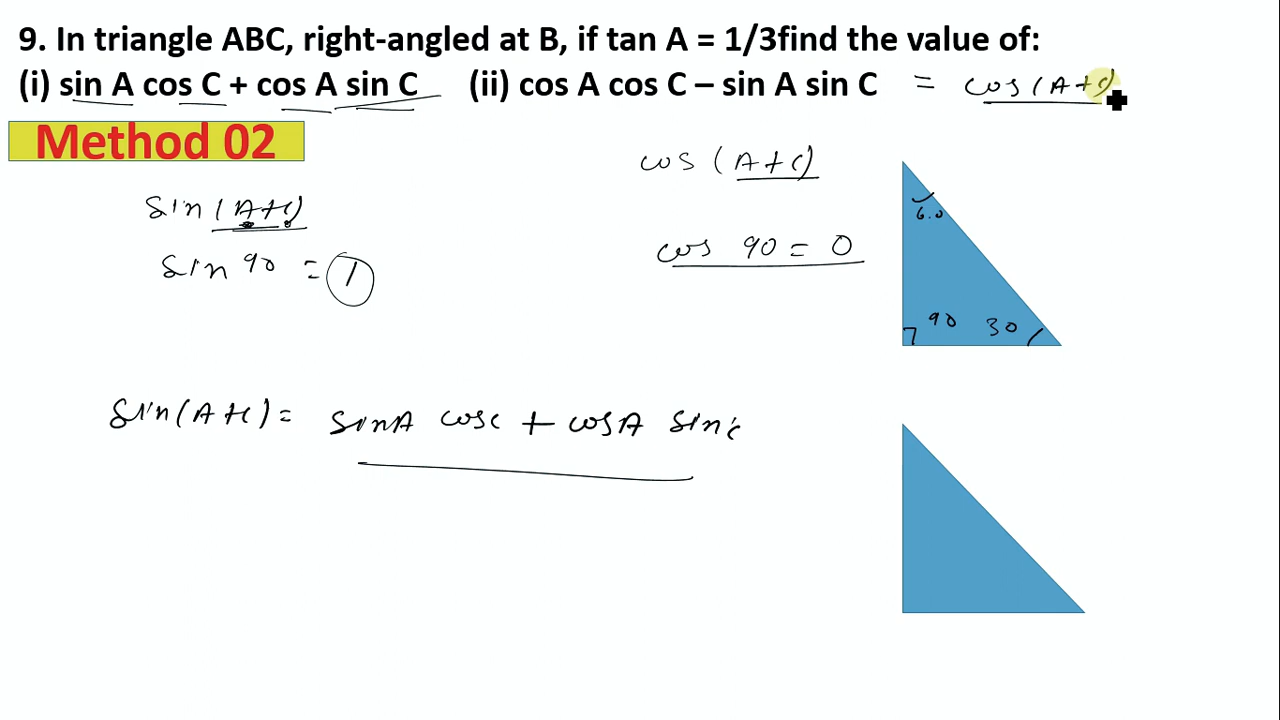 9. In triangle ABC, right-angled at B, if tan A = 1/3find the value of:
(i) sin A cos C + cos A sin C (ii) cos A cos C – sin A sin C = cos (A+C)
Method 02
sin (A+C)
sin 90 = 1
cos (A+C)
cos 90 = 0
60
90 30
sin(A+C) = sinA cosC + cosA sinC